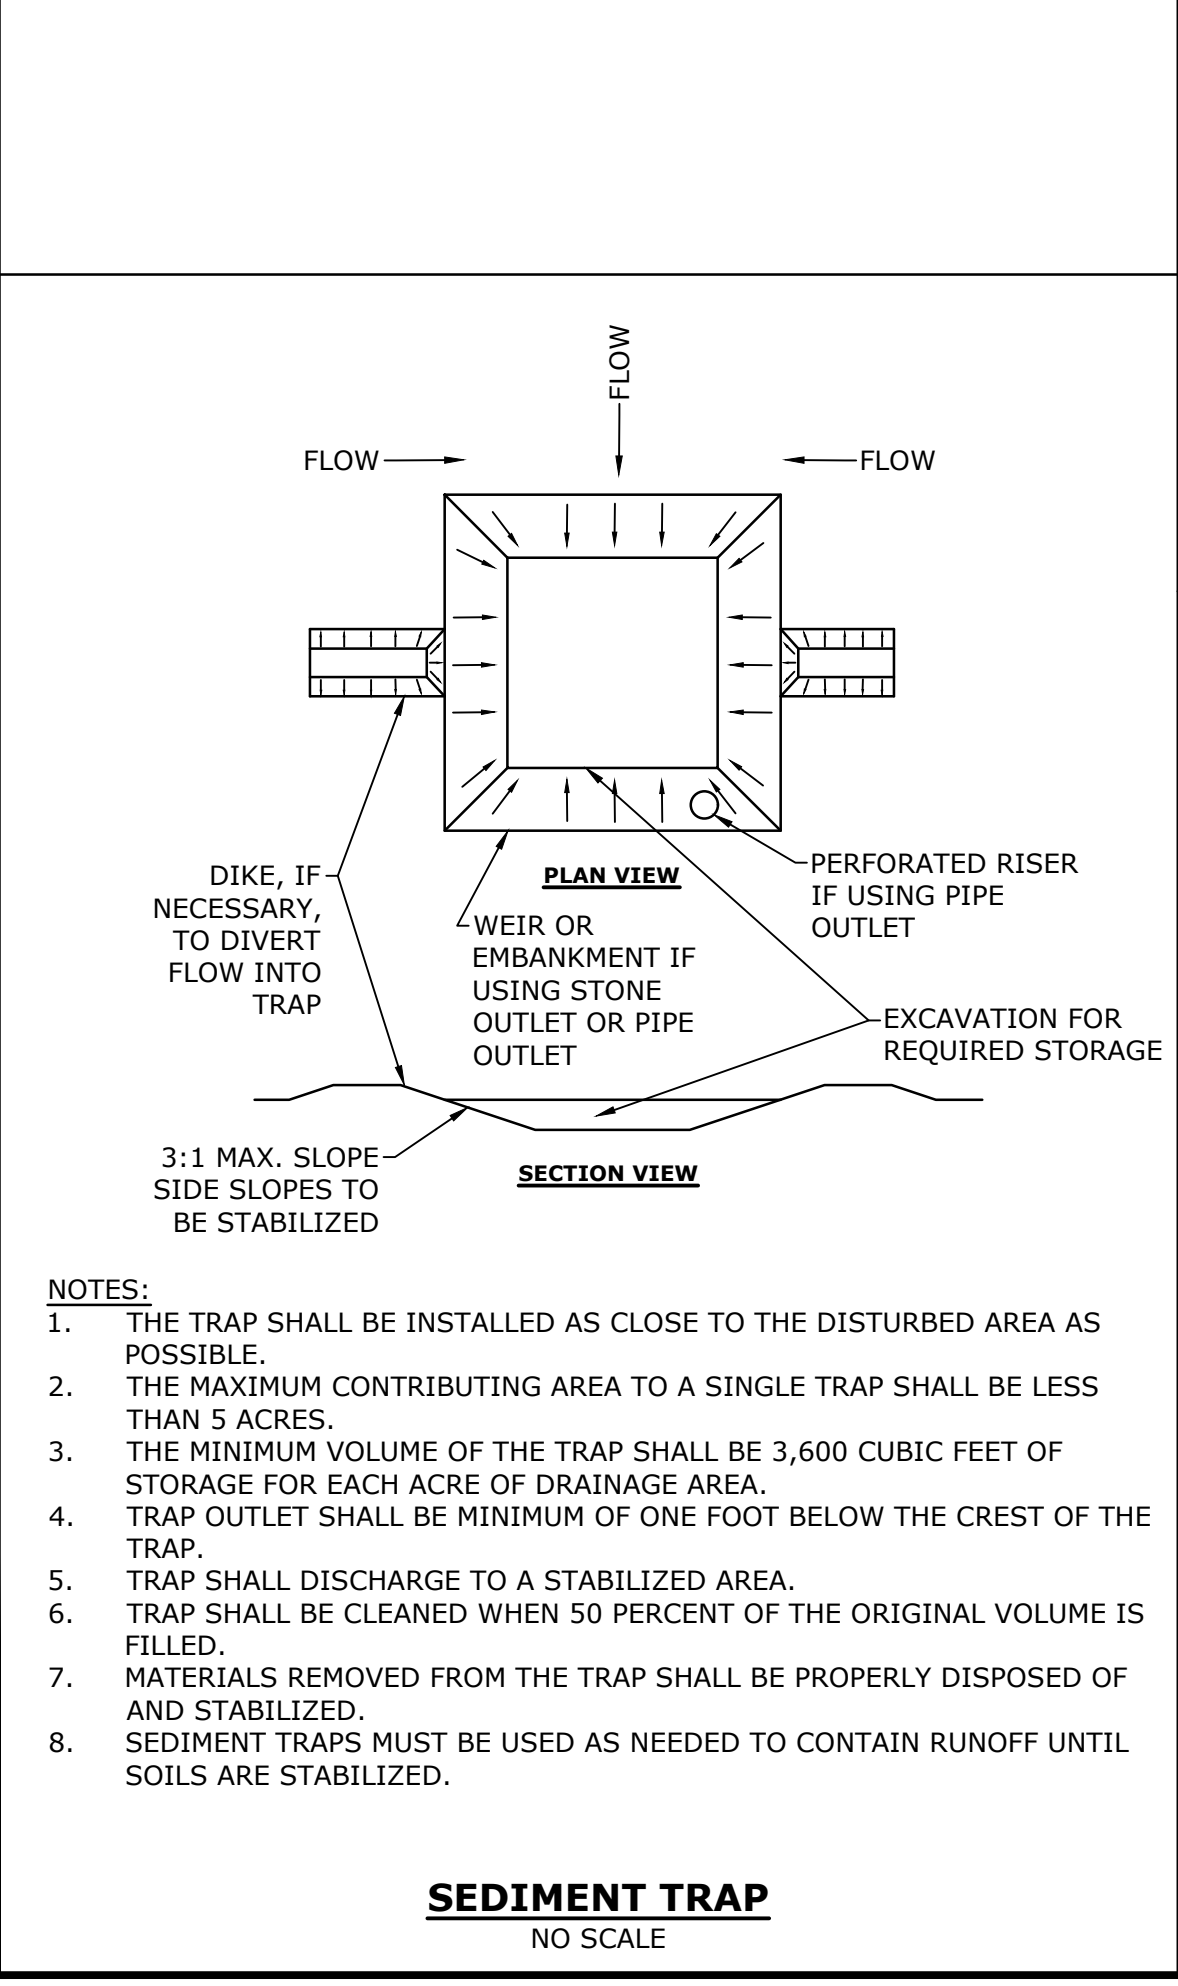 FLOW
FLOW
FLOW
PLAN VIEW
DIKE, IF
NECESSARY,
TO DIVERT
FLOW INTO
TRAP
WEIR OR
EMBANKMENT IF
USING STONE
OUTLET OR PIPE
OUTLET
PERFORATED RISER
IF USING PIPE
OUTLET
EXCAVATION FOR
REQUIRED STORAGE
3:1 MAX. SLOPE
SIDE SLOPES TO
BE STABILIZED
SECTION VIEW
NOTES:
1. THE TRAP SHALL BE INSTALLED AS CLOSE TO THE DISTURBED AREA AS
POSSIBLE.
2. THE MAXIMUM CONTRIBUTING AREA TO A SINGLE TRAP SHALL BE LESS
THAN 5 ACRES.
3. THE MINIMUM VOLUME OF THE TRAP SHALL BE 3,600 CUBIC FEET OF
STORAGE FOR EACH ACRE OF DRAINAGE AREA.
4. TRAP OUTLET SHALL BE MINIMUM OF ONE FOOT BELOW THE CREST OF THE
TRAP.
5. TRAP SHALL DISCHARGE TO A STABILIZED AREA.
6. TRAP SHALL BE CLEANED WHEN 50 PERCENT OF THE ORIGINAL VOLUME IS
FILLED.
7. MATERIALS REMOVED FROM THE TRAP SHALL BE PROPERLY DISPOSED OF
AND STABILIZED.
8. SEDIMENT TRAPS MUST BE USED AS NEEDED TO CONTAIN RUNOFF UNTIL
SOILS ARE STABILIZED.
SEDIMENT TRAP
NO SCALE